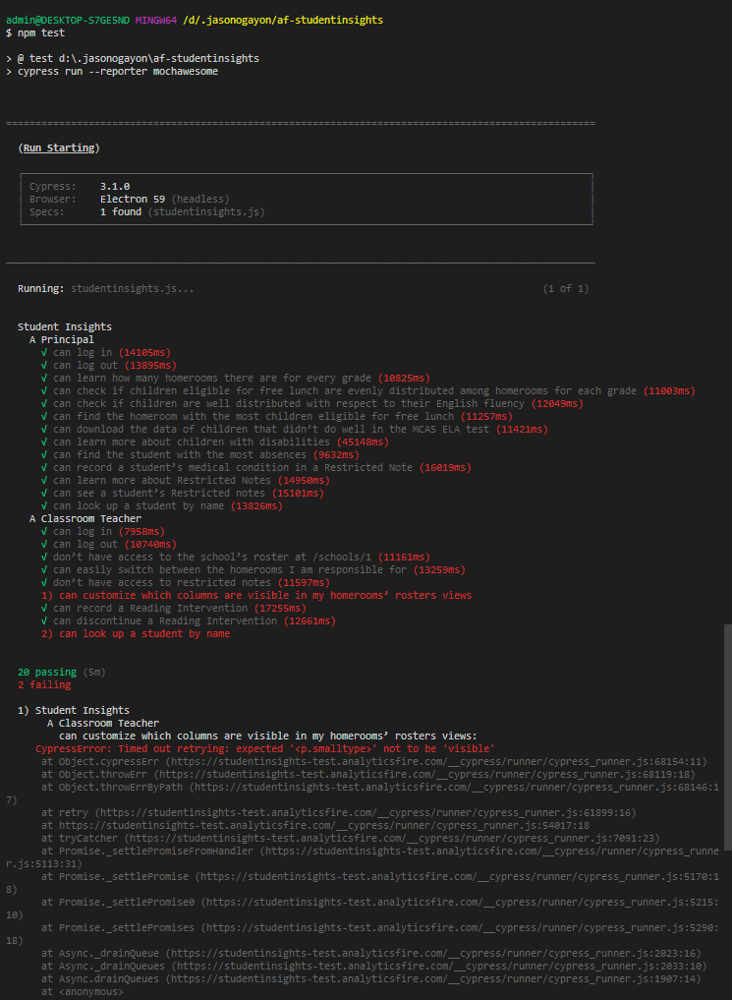 admin@DESKTOP-S7GE5ND MINGW64 /d/.jasonogayon/af-studentinsights
$ npm test
> @ test d:\.jasonogayon\af-studentinsights
> cypress run --reporter mochawesome
====================================================================================================
(Run Starting)
Cypress: 3.1.0
Browser: Electron 59 (headless)
Specs: 1 found (studentinsights.js)
Running: studentinsights.js... (1 of 1)
Student Insights
A Principal
√ can log in (14105ms)
√ can log out (13895ms)
√ can learn how many homerooms there are for every grade (10825ms)
√ can check if children eligible for free lunch are evenly distributed among homerooms for each grade (11003ms)
√ can check if children are well distributed with respect to their English fluency (12049ms)
√ can find the homeroom with the most children eligible for free lunch (11257ms)
√ can download the data of children that didn’t do well in the MCAS ELA test (11421ms)
√ can learn more about children with disabilities (45148ms)
√ can find the student with the most absences (9632ms)
√ can record a student’s medical condition in a Restricted Note (16019ms)
√ can learn more about Restricted Notes (14950ms)
√ can see a student’s Restricted notes (15101ms)
√ can look up a student by name (13826ms)
A Classroom Teacher
√ can log in (7958ms)
√ can log out (10740ms)
√ don’t have access to the school’s roster at /schools/1 (11161ms)
√ can easily switch between the homerooms I am responsible for (13259ms)
√ don’t have access to restricted notes (11597ms)
1) can customize which columns are visible in my homerooms’ rosters views
√ can record a Reading Intervention (17255ms)
√ can discontinue a Reading Intervention (12661ms)
2) can look up a student by name
20 passing (5m)
2 failing
1) Student Insights
A Classroom Teacher
can customize which columns are visible in my homerooms’ rosters views:
CypressError: Timed out retrying: expected '<p.smalltype>' not to be 'visible'
at Object.cypressErr (https://studentinsights-test.analyticsfire.com/__cypress/runner/cypress_runner.js:68154:11)
at Object.throwErr (https://studentinsights-test.analyticsfire.com/__cypress/runner/cypress_runner.js:68119:18)
at Object.throwErrByPath (https://studentinsights-test.analyticsfire.com/__cypress/runner/cypress_runner.js:68146:1
7)
at retry (https://studentinsights-test.analyticsfire.com/__cypress/runner/cypress_runner.js:61899:16)
at https://studentinsights-test.analyticsfire.com/__cypress/runner/cypress_runner.js:54017:18
at tryCatcher (https://studentinsights-test.analyticsfire.com/__cypress/runner/cypress_runner.js:7091:23)
at Promise._settlePromiseFromHandler (https://studentinsights-test.analyticsfire.com/__cypress/runner/cypress_runne
r.js:5113:31)
at Promise._settlePromise (https://studentinsights-test.analyticsfire.com/__cypress/runner/cypress_runner.js:5170:1
8)
at Promise._settlePromise0 (https://studentinsights-test.analyticsfire.com/__cypress/runner/cypress_runner.js:5215:
10)
at Promise._settlePromises (https://studentinsights-test.analyticsfire.com/__cypress/runner/cypress_runner.js:5290:
18)
at Async._drainQueue (https://studentinsights-test.analyticsfire.com/__cypress/runner/cypress_runner.js:2023:16)
at Async._drainQueues (https://studentinsights-test.analyticsfire.com/__cypress/runner/cypress_runner.js:2033:10)
at Async.drainQueues (https://studentinsights-test.analyticsfire.com/__cypress/runner/cypress_runner.js:1907:14)
at <anonymous>